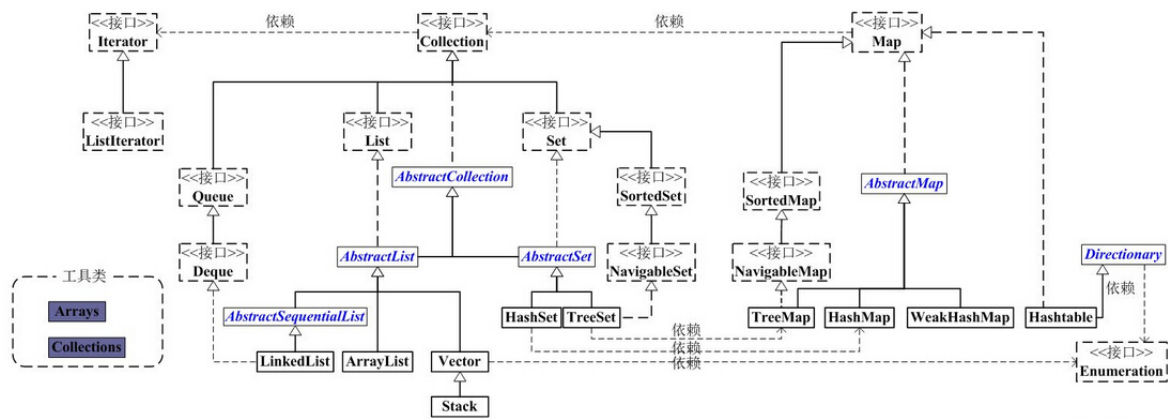 <<接口>>
Iterator
依赖
<<接口>>
Collection
依赖
<<接口>>
Map
<<接口>>
ListIterator
<<接口>>
List
<<接口>>
Set
<<接口>>
Queue
AbstractCollection
<<接口>>
SortedSet
<<接口>>
SortedMap
AbstractMap
<<接口>>
Deque
AbstractList
AbstractSet
<<接口>>
NavigableSet
<<接口>>
NavigableMap
Directionary
工具类
依赖
Arrays
AbstractSequentialList
HashSet
TreeSet
TreeMap
HashMap
WeakHashMap
Hashtable
依赖
依赖
依赖
Collections
LinkedList
ArrayList
Vector
<<接口>>
Enumeration
Stack